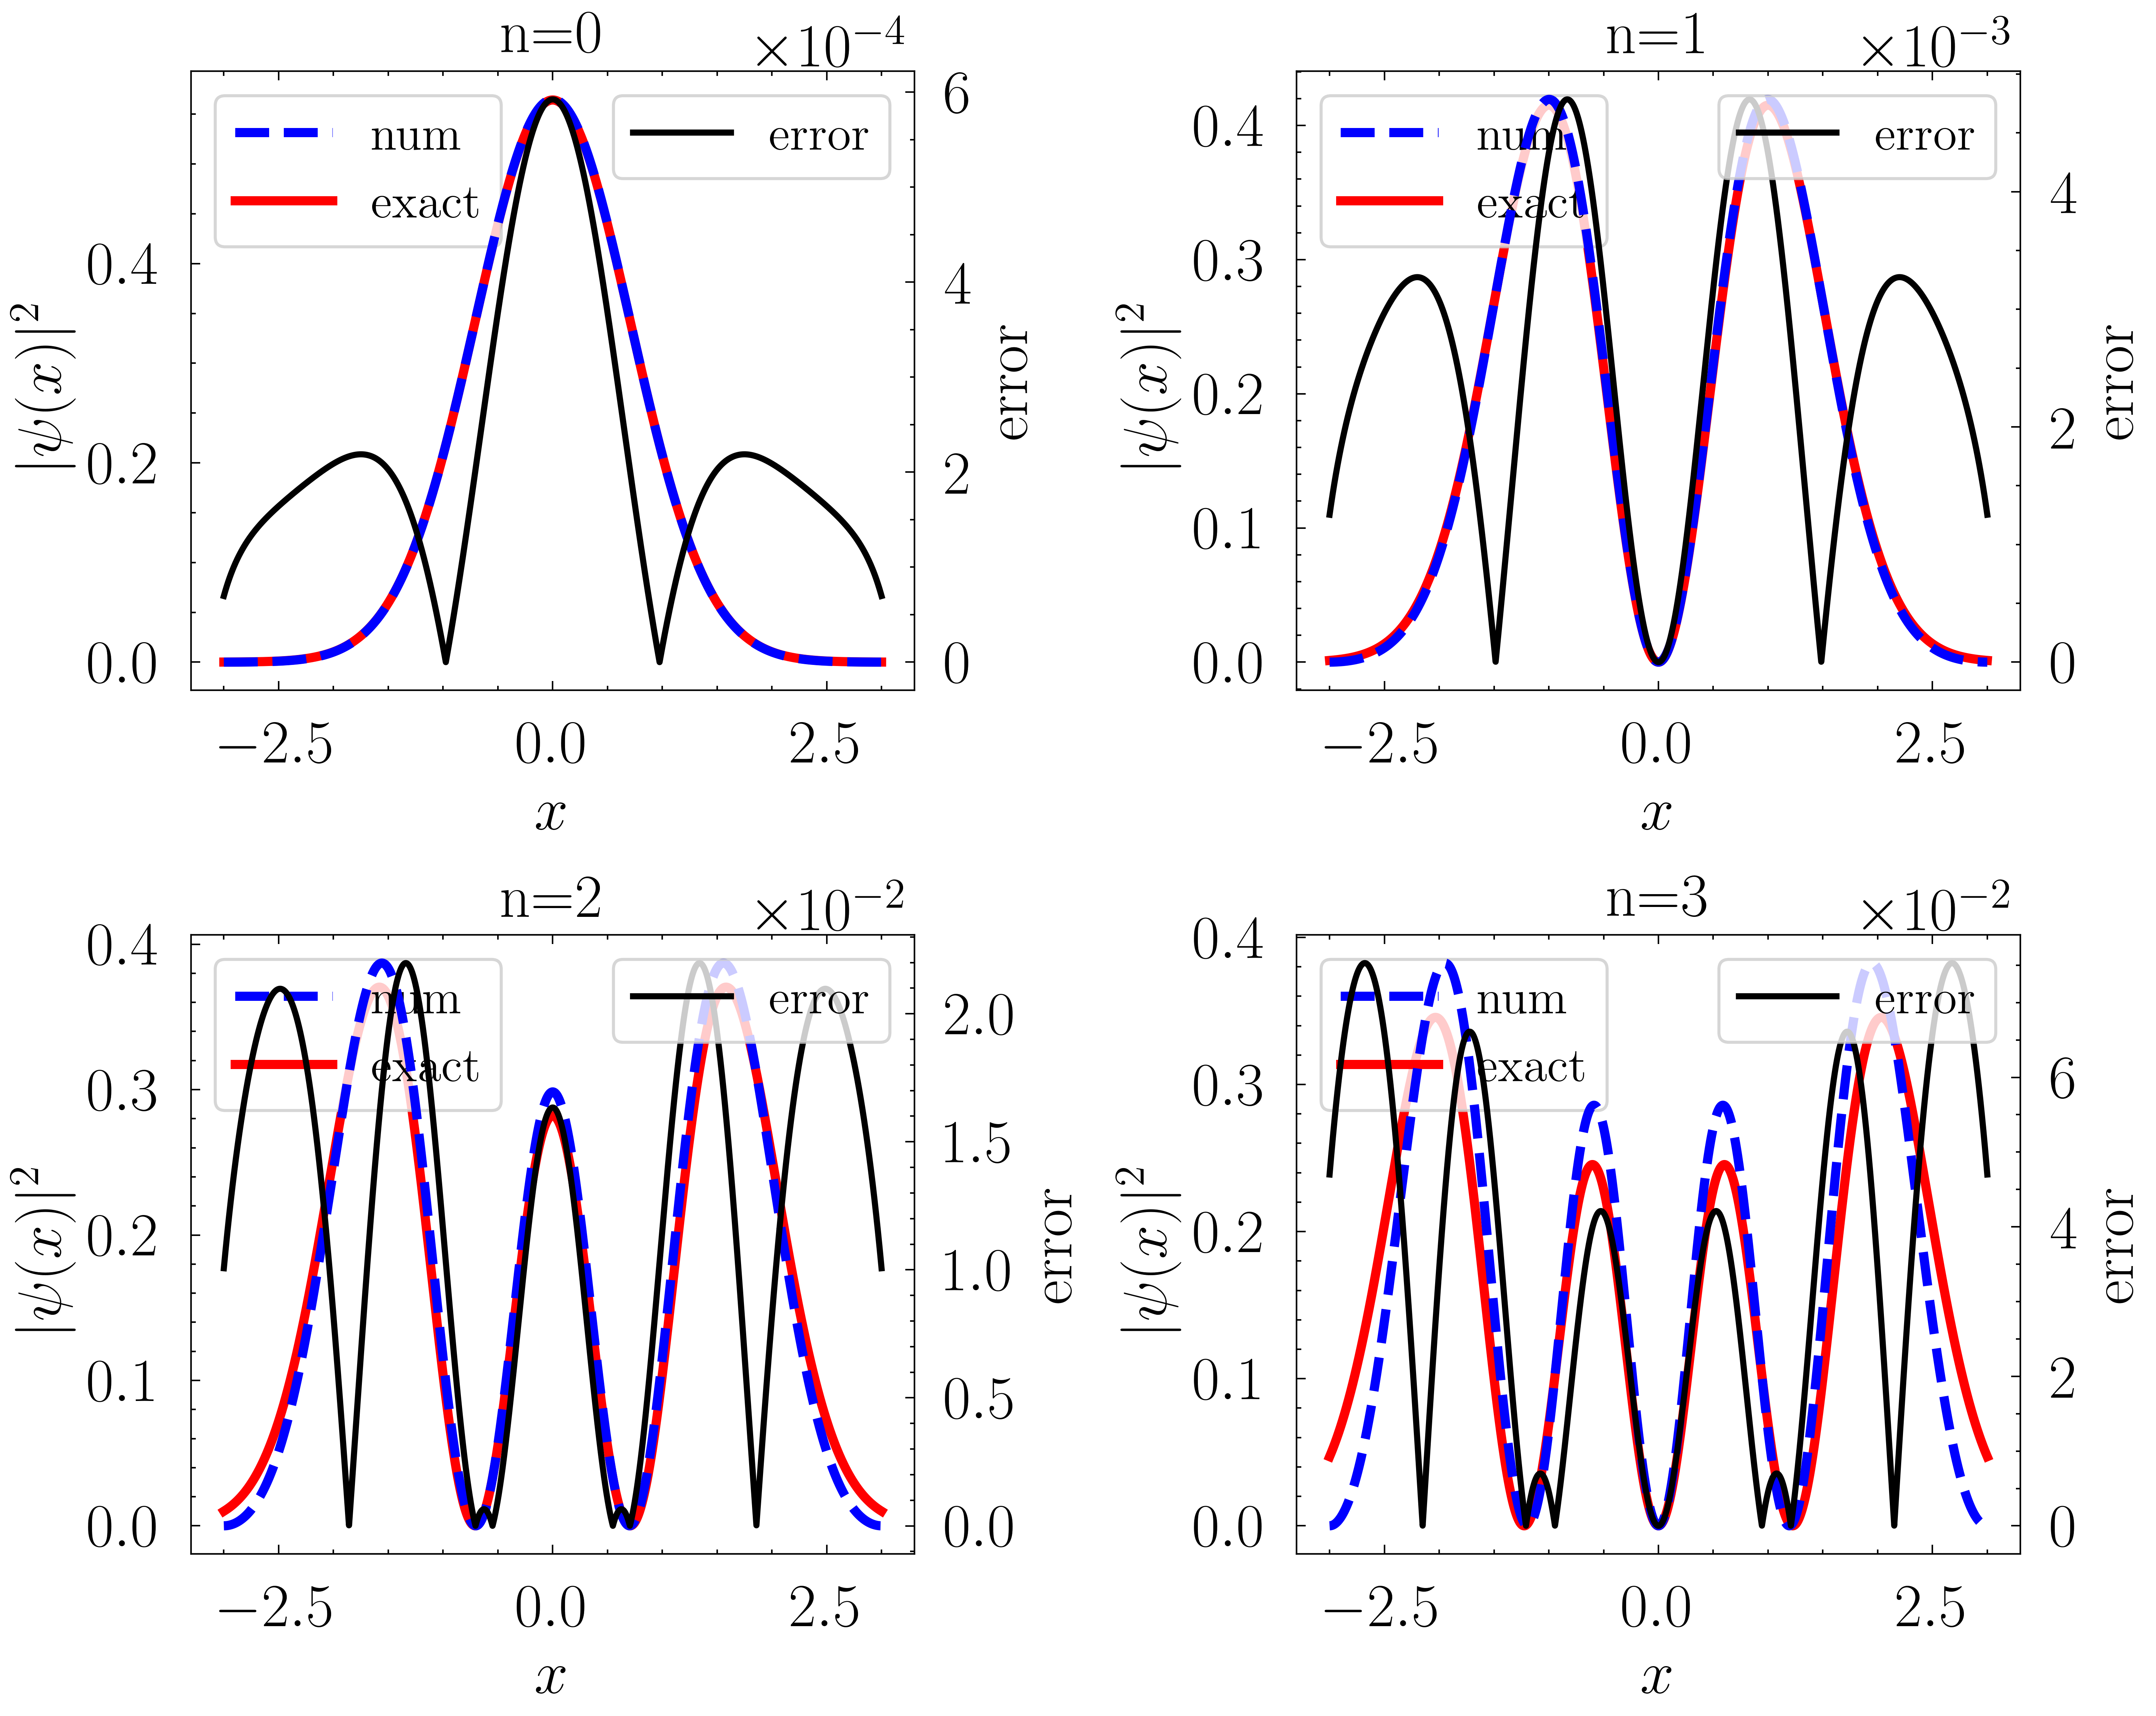 n=0
×10⁻⁴
num
exact
error
|ψ(x)|²
0.4
0.2
0.0
6
4
2
0
error
−2.5
0.0
2.5
x
n=1
×10⁻³
num
exact
error
|ψ(x)|²
0.4
0.3
0.2
0.1
0.0
4
2
0
error
−2.5
0.0
2.5
x
n=2
×10⁻²
num
exact
error
|ψ(x)|²
0.4
0.3
0.2
0.1
0.0
2.0
1.5
1.0
0.5
0.0
error
−2.5
0.0
2.5
x
n=3
×10⁻²
num
exact
error
|ψ(x)|²
0.4
0.3
0.2
0.1
0.0
6
4
2
0
error
−2.5
0.0
2.5
x